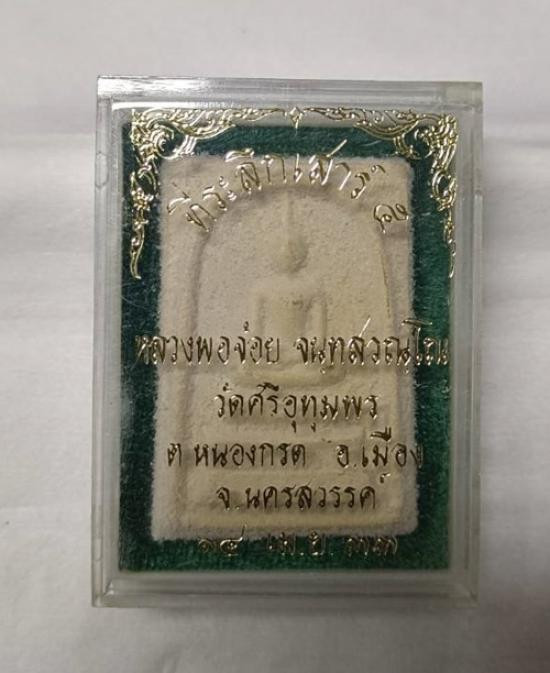 ที่ระลึกเสาร์ ๕
หลวงพ่อจ้อย จนฺทสุวณฺโณ
วัดศรีอุทุมพร
ต.หนองกรด อ.เมือง
จ.นครสวรรค์
๑๔ เม.ย. ๓๗